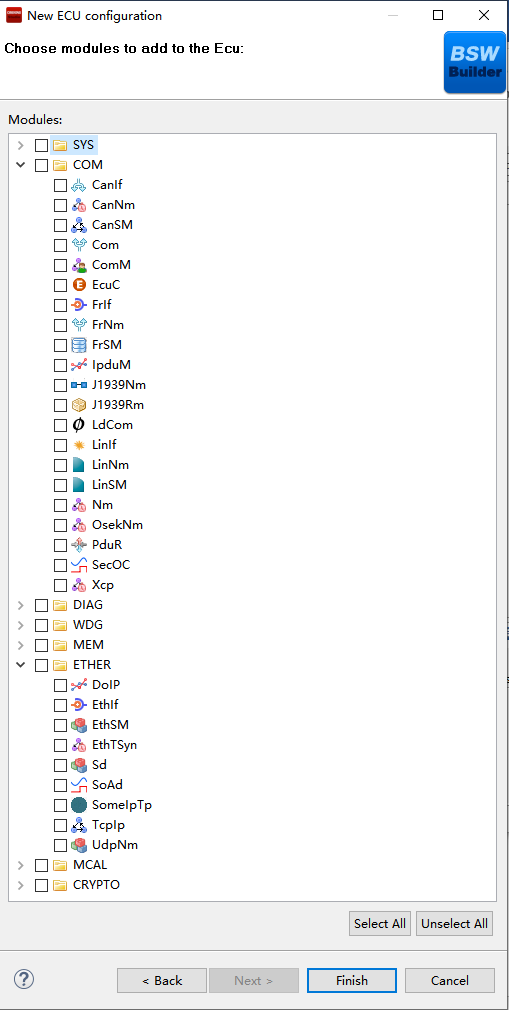 New ECU configuration
Choose modules to add to the Ecu:
BSW
Builder
Modules:
SYS
COM
CanIf
CanNm
CanSM
Com
ComM
EcuC
FrIf
FrNm
FrSM
IpduM
J1939Nm
J1939Rm
LdCom
LinIf
LinNm
LinSM
Nm
OsekNm
PduR
SecOC
Xcp
DIAG
WDG
MEM
ETHER
DoIP
EthIf
EthSM
EthTSyn
Sd
SoAd
SomeIpTp
TcpIp
UdpNm
MCAL
CRYPTO
Select All Unselect All
< Back Next > Finish Cancel